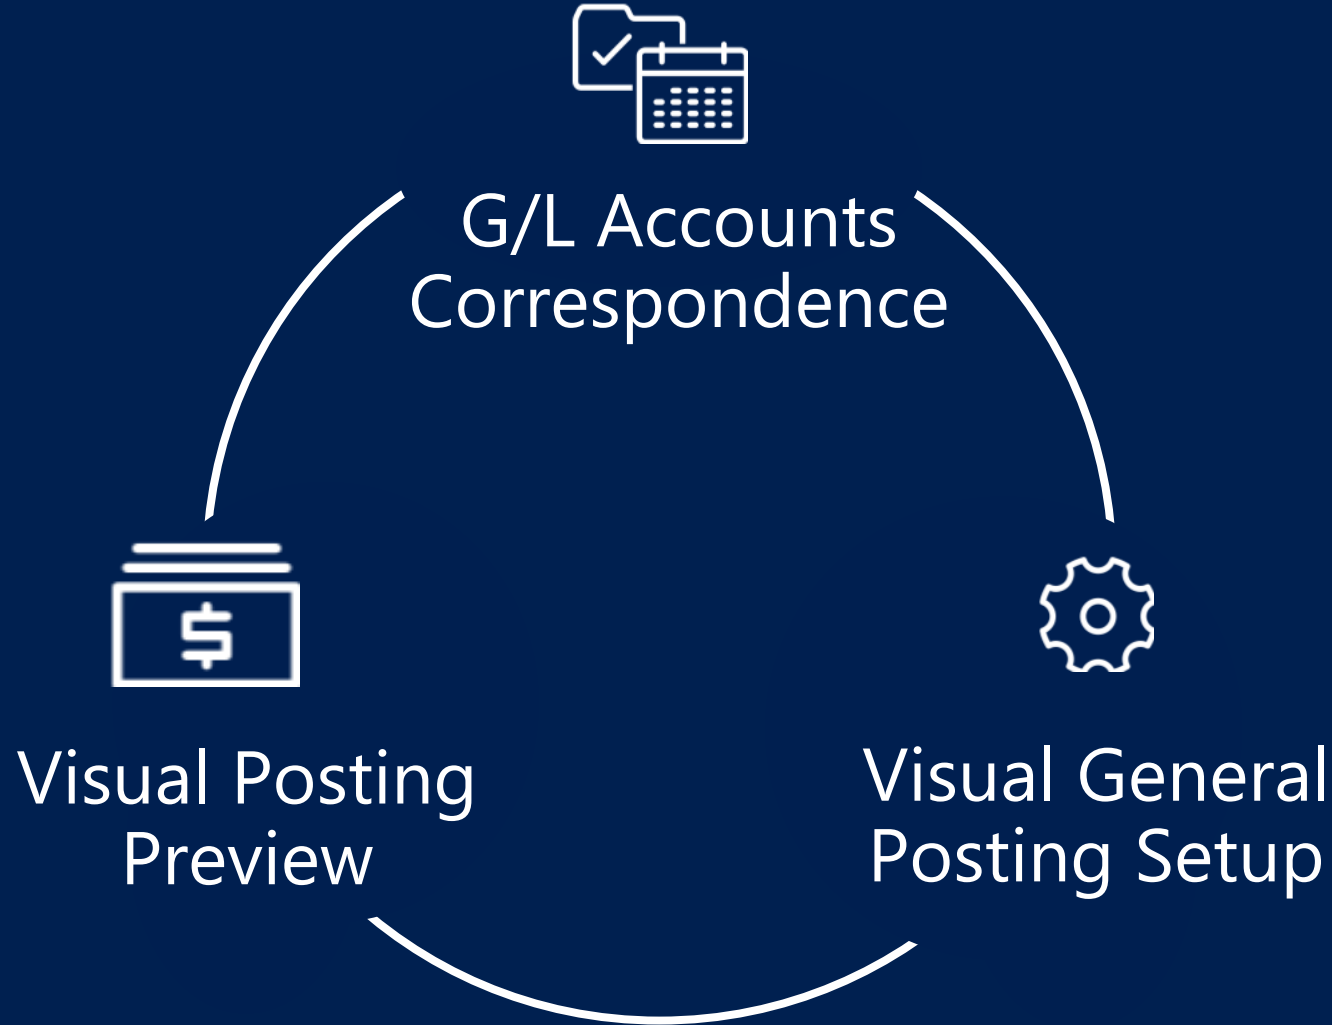 G/L Accounts
Correspondence
$
Visual Posting
Preview
Visual General
Posting Setup